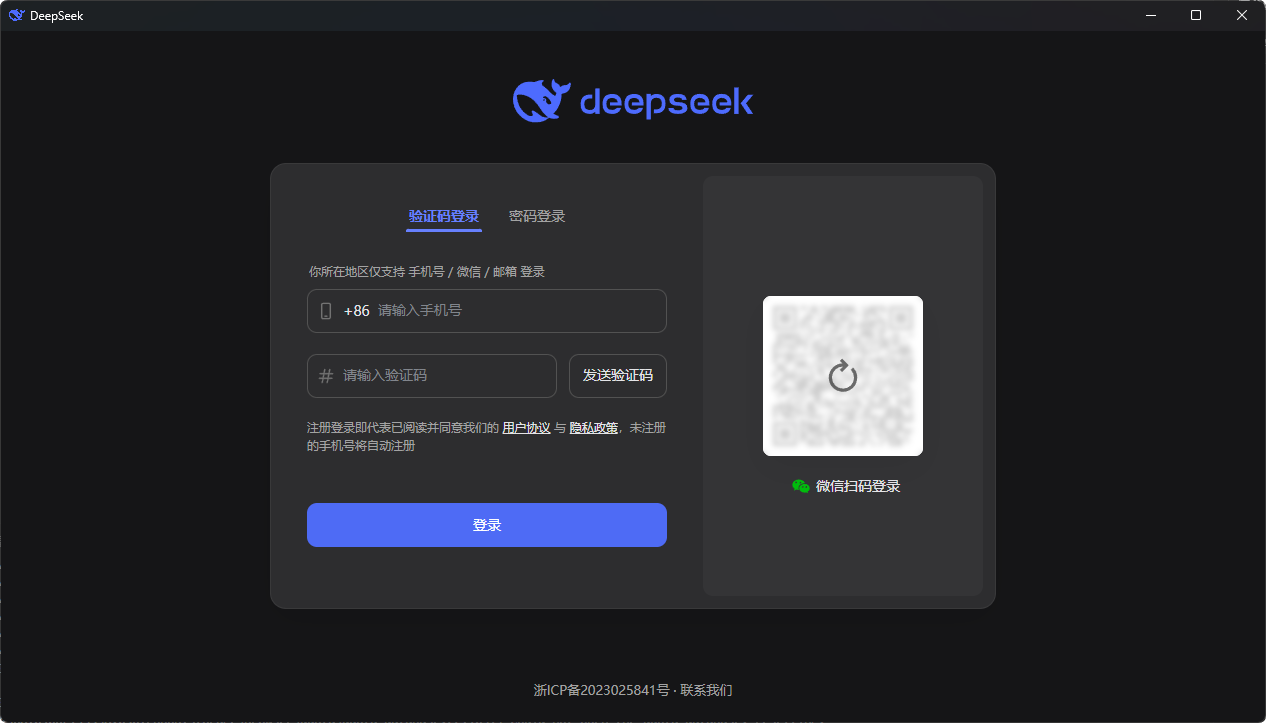 DeepSeek
deepseek
验证码登录 密码登录
你所在地区仅支持 手机号 / 微信 / 邮箱 登录
+86 请输入手机号
# 请输入验证码 发送验证码
注册登录即代表已阅读并同意我们的 用户协议 与 隐私政策，未注册
的手机号将自动注册
登录
微信扫码登录
浙ICP备2023025841号 · 联系我们